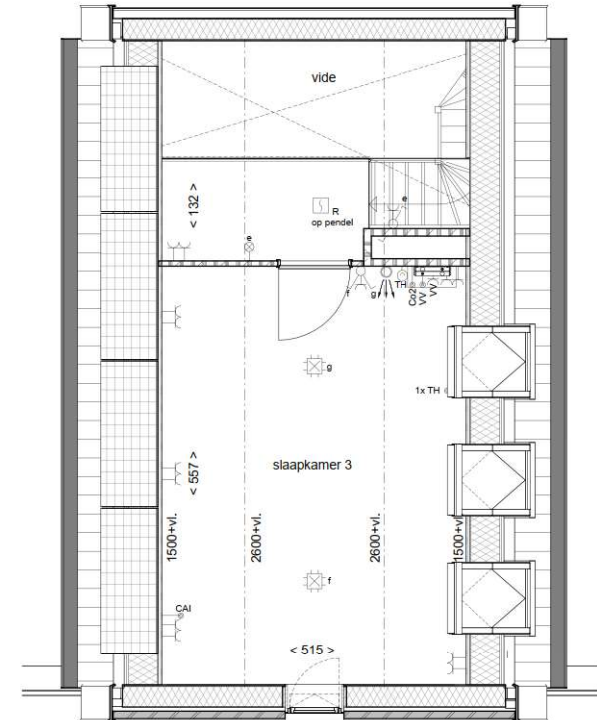 vide
< 132 >
R
op pendel
e
e
f
g
TH
Co2
VV
VV
g
1x TH
slaapkamer 3
< 557 >
1500+vl.
2600+vl.
2600+vl.
1500+vl
f
CAI
< 515 >